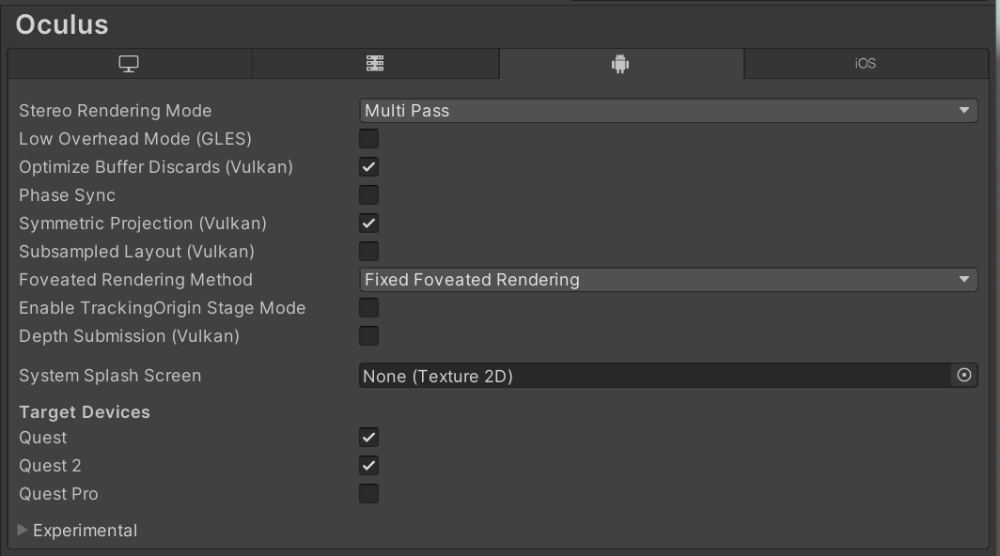 Oculus
iOS
Stereo Rendering Mode Multi Pass
Low Overhead Mode (GLES)
Optimize Buffer Discards (Vulkan)
Phase Sync
Symmetric Projection (Vulkan)
Subsampled Layout (Vulkan)
Foveated Rendering Method Fixed Foveated Rendering
Enable TrackingOrigin Stage Mode
Depth Submission (Vulkan)
System Splash Screen None (Texture 2D)
Target Devices
Quest
Quest 2
Quest Pro
Experimental